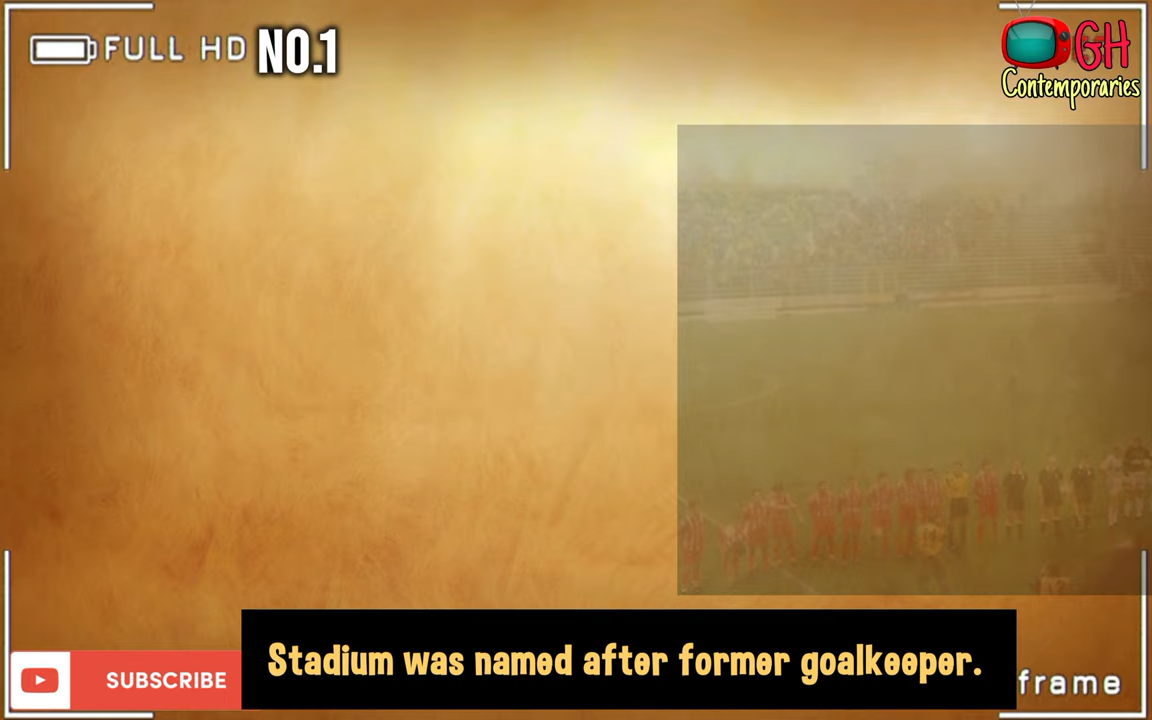 FULL HD NO.1
GH
Contemporaries
Stadium was named after former goalkeeper.
SUBSCRIBE
frame